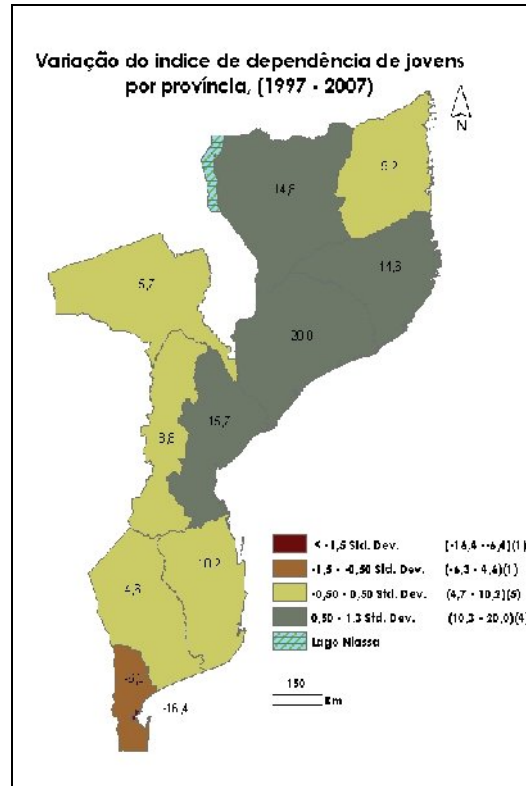 Variação do indice de dependência de jovens
por província, (1997 - 2007)
N
14,8
14,3
5,7
20,0
15,7
3,8
10,2
-16,4
< -1,5 Std. Dev. (-16,4 --6,4)(1)
-1,5 - -0,50 Std. Dev. (-6,3 - 4,6)(1)
-0,50 - 0,50 Std. Dev. (4,7 - 10,2)(5)
0,50 - 1.3 Std. Dev. (10,3 - 20,0)(4)
Lago Niassa
150
Km